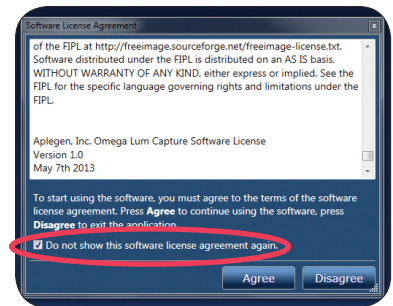 Software License Agreement
x
of the FIPL at http://freeimage.sourceforge.net/freeimage-license.txt.
Software distributed under the FIPL is distributed on an AS IS basis,
WITHOUT WARRANTY OF ANY KIND, either express or implied. See the
FIPL for the specific language governing rights and limitations under the
FIPL.
Aplegen, Inc. Omega Lum Capture Software License
Version 1.0
May 7th 2013
To start using the software, you must agree to the terms of the software
license agreement. Press Agree to continue using the software, press
Disagree to exit the application.
Do not show this software license agreement again.
Agree
Disagree